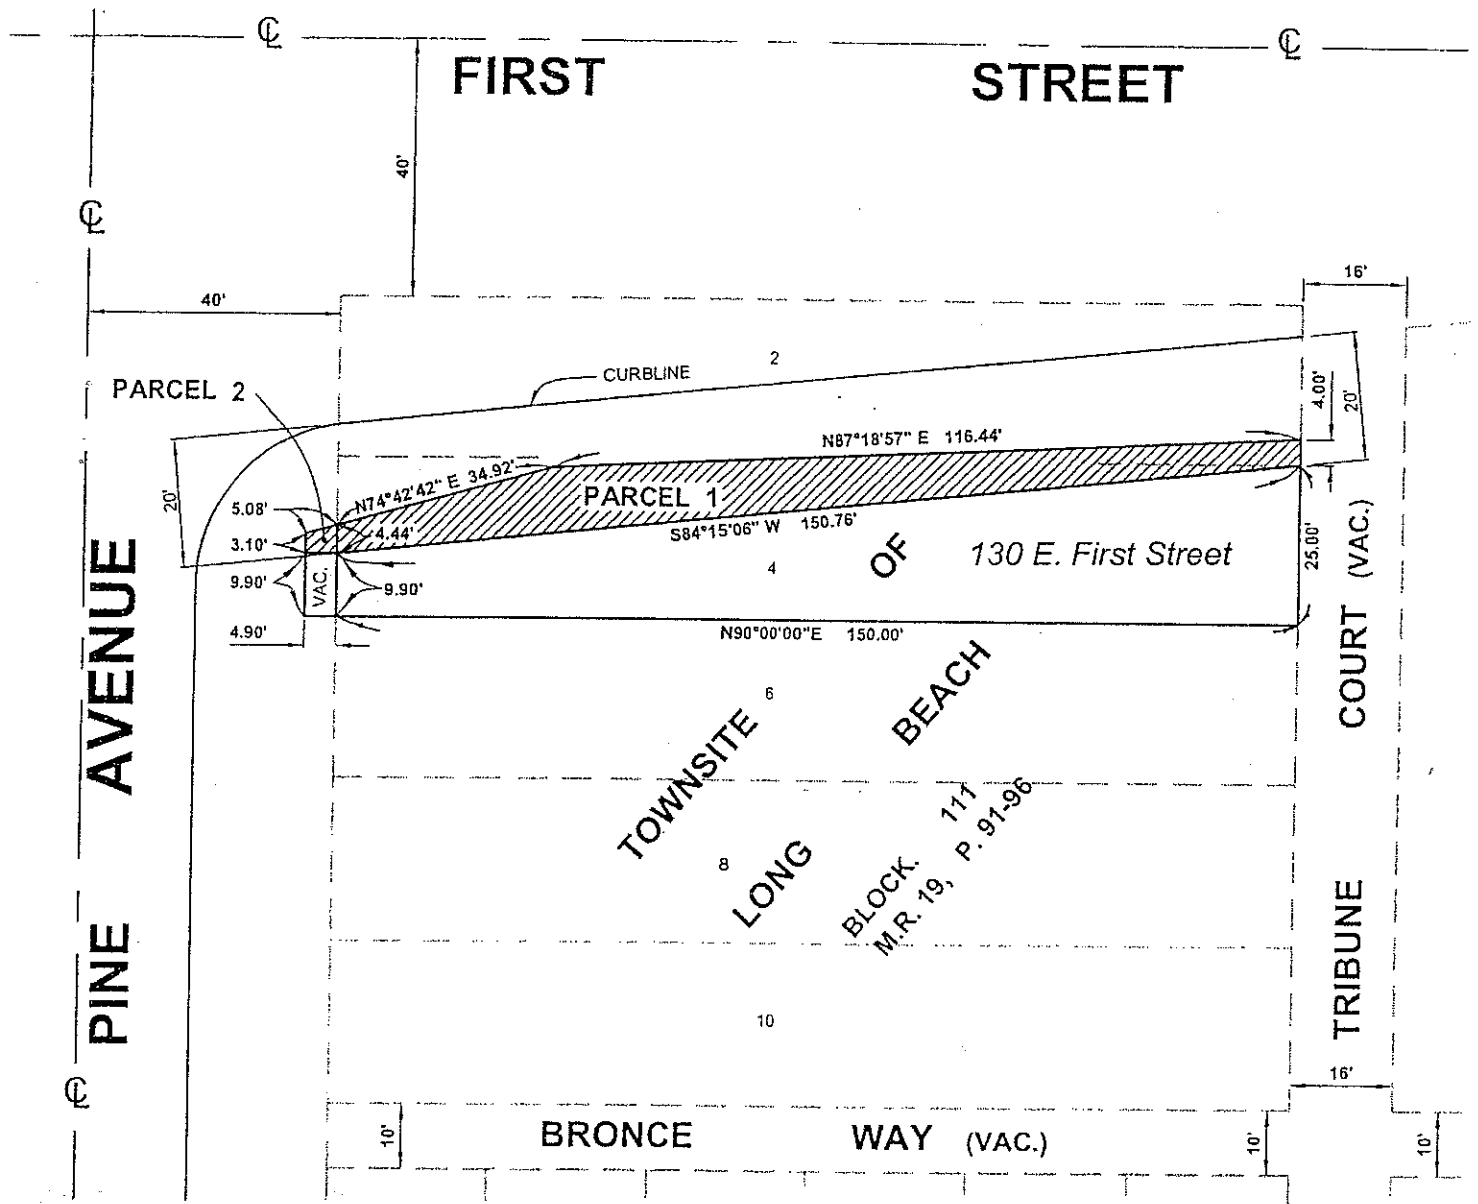 ℄
℄
FIRST STREET
40'
℄
16'
40'
2
CURBLINE
PARCEL 2
4.00'
20'
N87°18'57" E 116.44'
N74°42'42" E 34.92'
20'
5.08'
PARCEL 1
4.44'
3.10'
S84°15'06" W 150.76'
OF
130 E. First Street
25.00'
COURT (VAC.)
4
9.90'
VAC.
9.90'
4.90'
N90°00'00"E 150.00'
PINE AVENUE
6
BEACH
TOWNSITE
8
LONG
BLOCK. 111
M.R. 19, P. 91-96
TRIBUNE
10
℄
16'
10'
BRONCE WAY (VAC.)
10'
10'